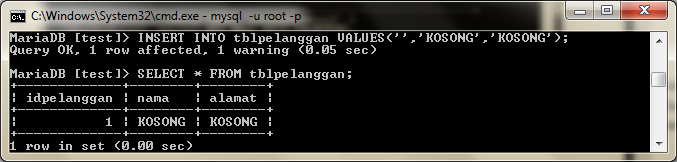 C:\Windows\System32\cmd.exe - mysql -u root -p
MariaDB [test]> INSERT INTO tblpelanggan VALUES('','KOSONG','KOSONG');
Query OK, 1 row affected, 1 warning (0.05 sec)
MariaDB [test]> SELECT * FROM tblpelanggan;
+-------------+--------+--------+
| idpelanggan | nama   | alamat |
+-------------+--------+--------+
|           1 | KOSONG | KOSONG |
+-------------+--------+--------+
1 row in set (0.00 sec)